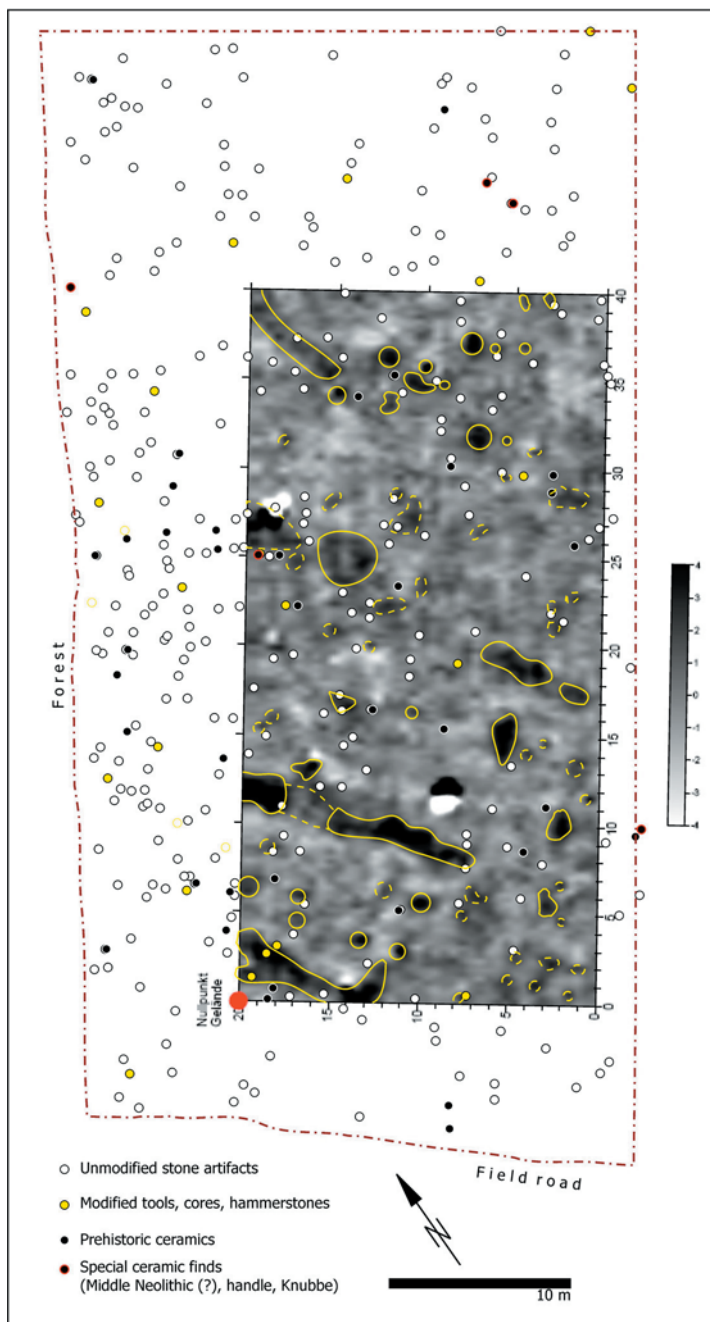 40
35
30
25
20
15
10
5
0
Forest
4
3
2
1
0
-1
-2
-3
-4
Nullpunkt
Gelände
20
15
10
5
0
Field road
Unmodified stone artifacts
Modified tools, cores, hammerstones
Prehistoric ceramics
Special ceramic finds
(Middle Neolithic (?), handle, Knubbe)
10 m